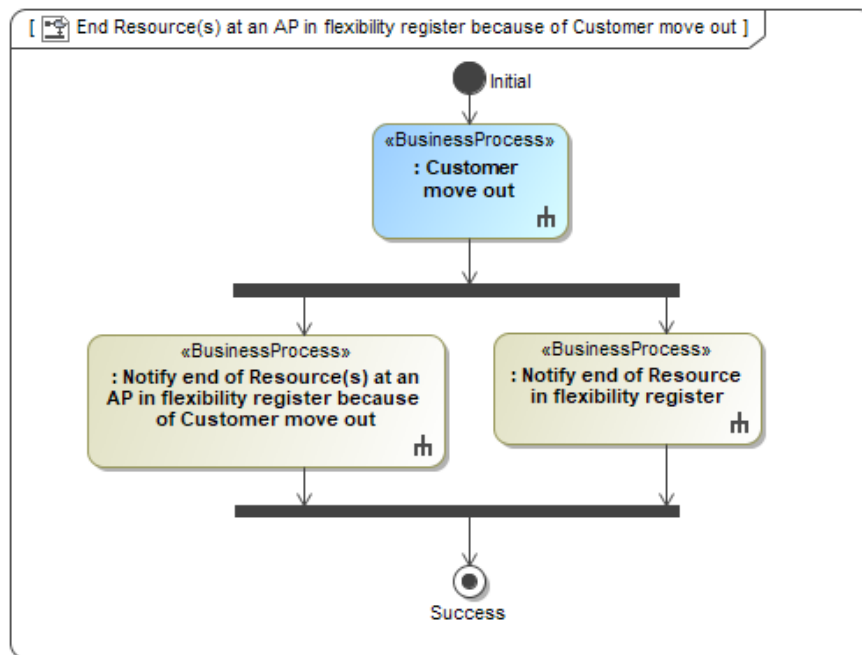 [ End Resource(s) at an AP in flexibility register because of Customer move out ]
Initial
«BusinessProcess»
: Customer
move out
«BusinessProcess»
: Notify end of Resource(s) at an
AP in flexibility register because
of Customer move out
«BusinessProcess»
: Notify end of Resource
in flexibility register
Success